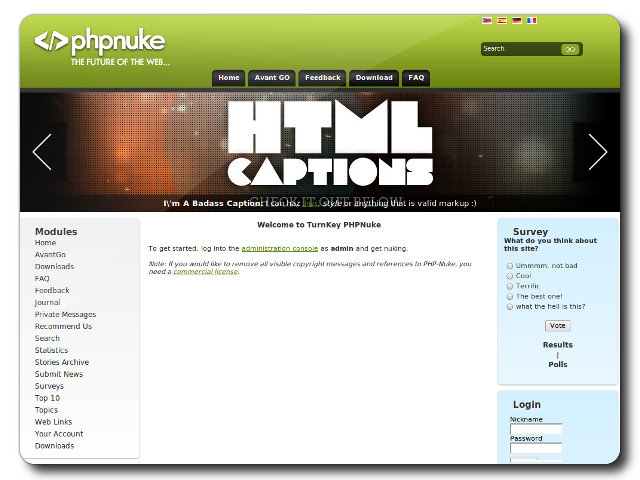 phpnuke
THE FUTURE OF THE WEB...
Search:
GO
Home
Avant GO
Feedback
Download
FAQ
HTML
CAPTIONS
CHECK IT OUT BELOW
I\'m A Badass Caption! I can haz links, style or anything that is valid markup :)
Modules
Home
AvantGo
Downloads
FAQ
Feedback
Journal
Private Messages
Recommend Us
Search
Statistics
Stories Archive
Submit News
Surveys
Top 10
Topics
Web Links
Your Account
Downloads
Welcome to TurnKey PHPNuke
To get started, log into the administration console as admin and get nuking.
Note: If you would like to remove all visible copyright messages and references to PHP-Nuke, you
need a commercial license.
Survey
What do you think about
this site?
Ummmm, not bad
Cool
Terrific
The best one!
what the hell is this?
Vote
Results
|
Polls
Login
Nickname
Password